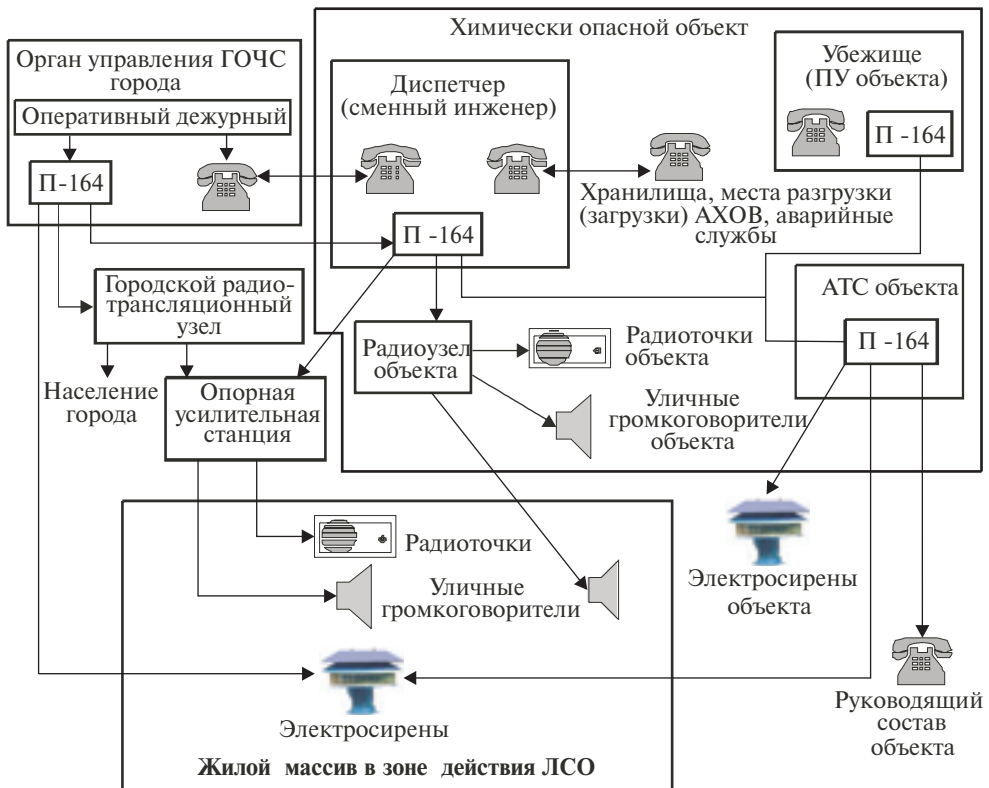 Химически опасной объект
Орган управления ГОЧС
города
Оперативный дежурный
П-164
Диспетчер
(сменный инженер)
П -164
Убежище
(ПУ объекта)
П -164
Хранилища, места разгрузки
(загрузки) АХОВ, аварийные
службы
Городской радио-
трансляционный
узел
АТС объекта
П -164
Радиоузел
объекта
Радиоточки
объекта
Население
города
Опорная
усилительная
станция
Уличные
громкоговорители
объекта
Радиоточки
Уличные
громкоговорители
Электросирены
объекта
Электросирены
Руководящий
состав
объекта
Жилой массив в зоне действия ЛСО